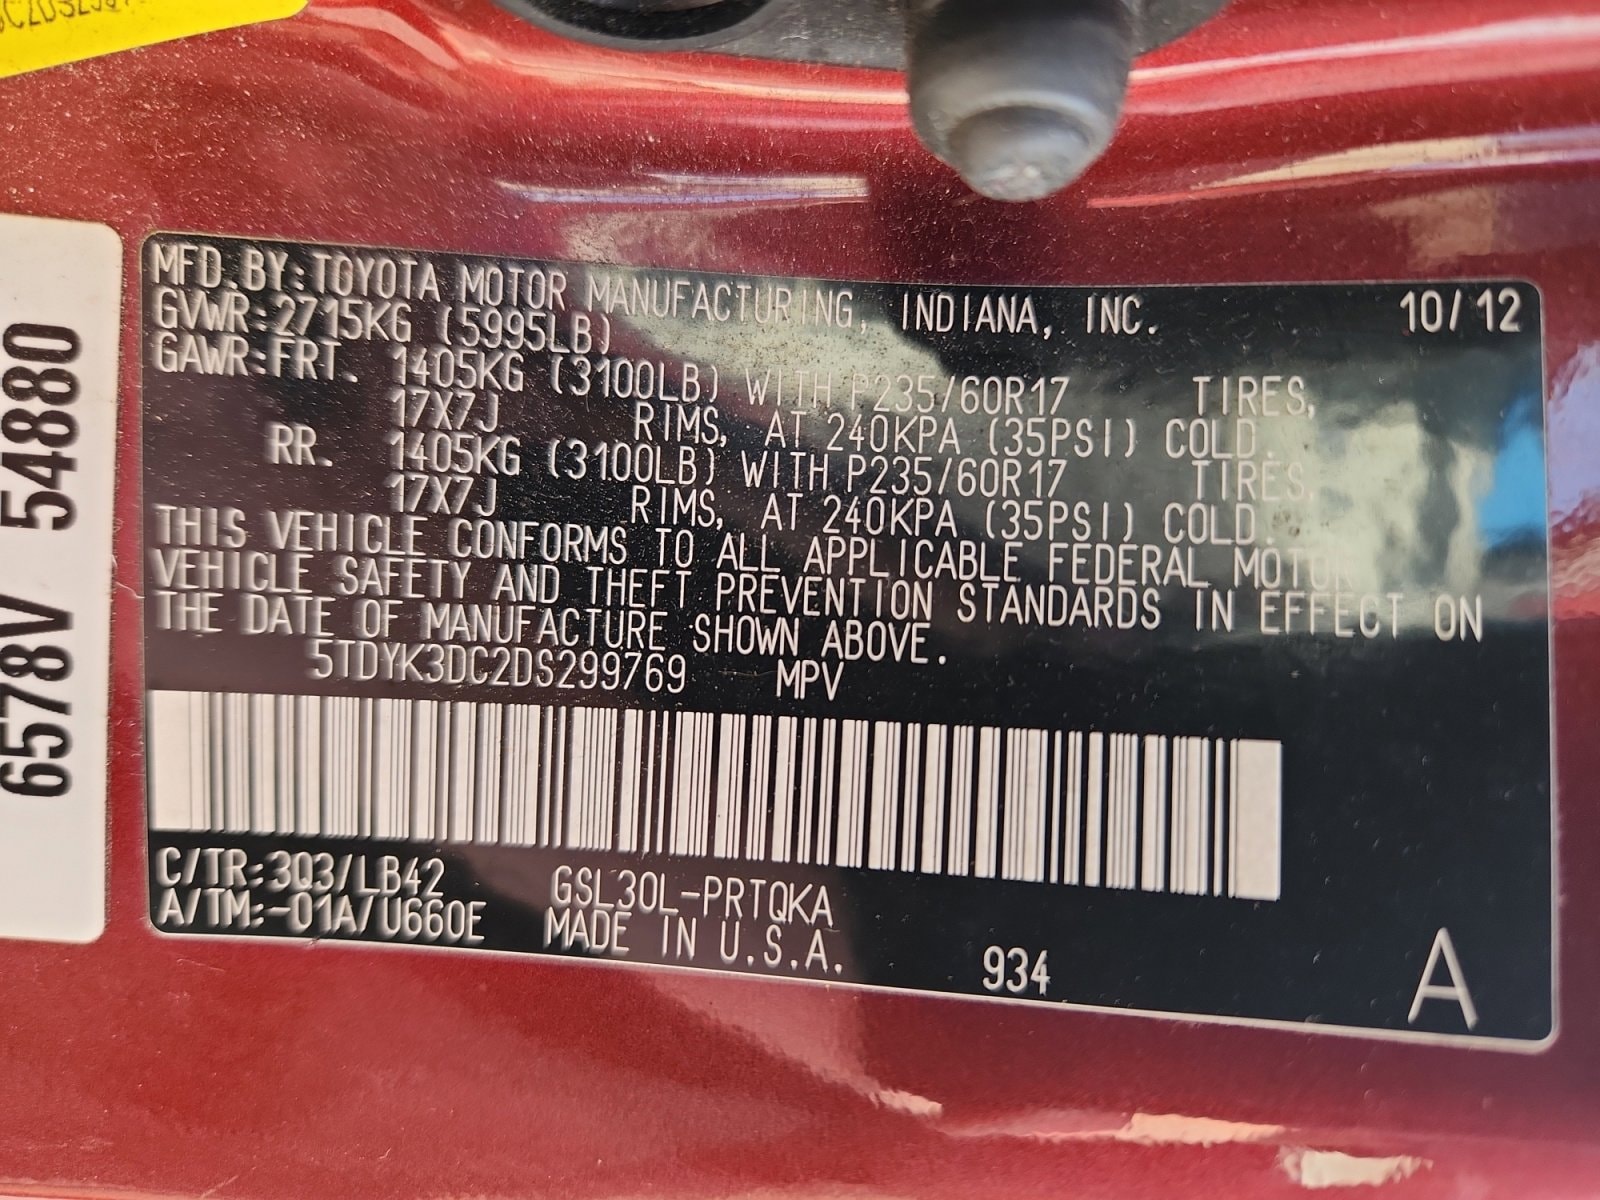 6578V 54880
MFD.BY:TOYOTA MOTOR MANUFACTURING, INDIANA, INC. 10/12
GVWR:2715KG (5995LB)
GAWR:FRT. 1405KG (3100LB) WITH P235/60R17 TIRES,
17X7J RIMS, AT 240KPA (35PSI) COLD.
RR. 1405KG (3100LB) WITH P235/60R17 TIRES,
17X7J RIMS, AT 240KPA (35PSI) COLD.
THIS VEHICLE CONFORMS TO ALL APPLICABLE FEDERAL MOTOR
VEHICLE SAFETY AND THEFT PREVENTION STANDARDS IN EFFECT ON
THE DATE OF MANUFACTURE SHOWN ABOVE.
5TDYK3DC2DS299769 MPV
C/TR:3Q3/LB42 GSL30L-PRTQKA
A/TM:-01A/U660E MADE IN U.S.A. 934 A